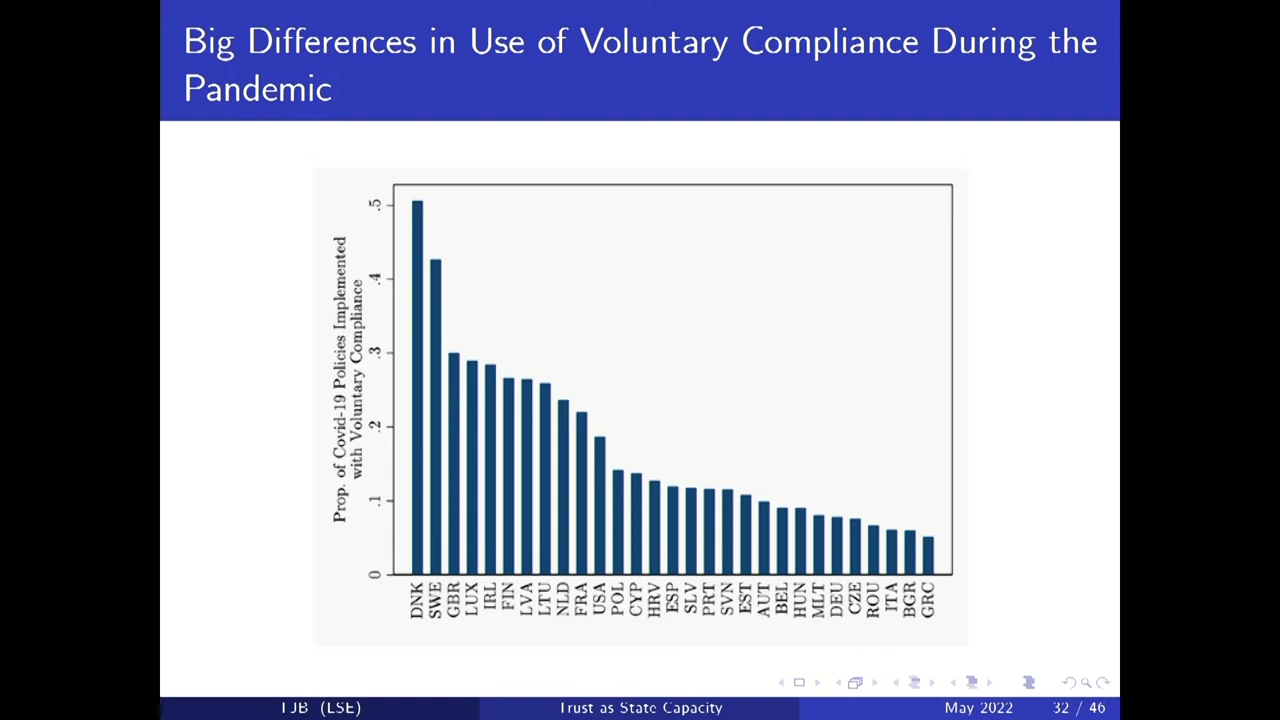 Big Differences in Use of Voluntary Compliance During the
Pandemic
Prop. of Covid-19 Policies Implemented
with Voluntary Compliance
.5
.4
.3
.2
.1
0
DNK SWE GBR LUX IRL FIN LVA LTU NLD FRA USA POL CYP HRV ESP SLV PRT SVN EST AUT BEL HUN MLT DEU CZE ROU ITA BGR GRC
TJB (LSE) Trust as State Capacity May 2022 32 / 46